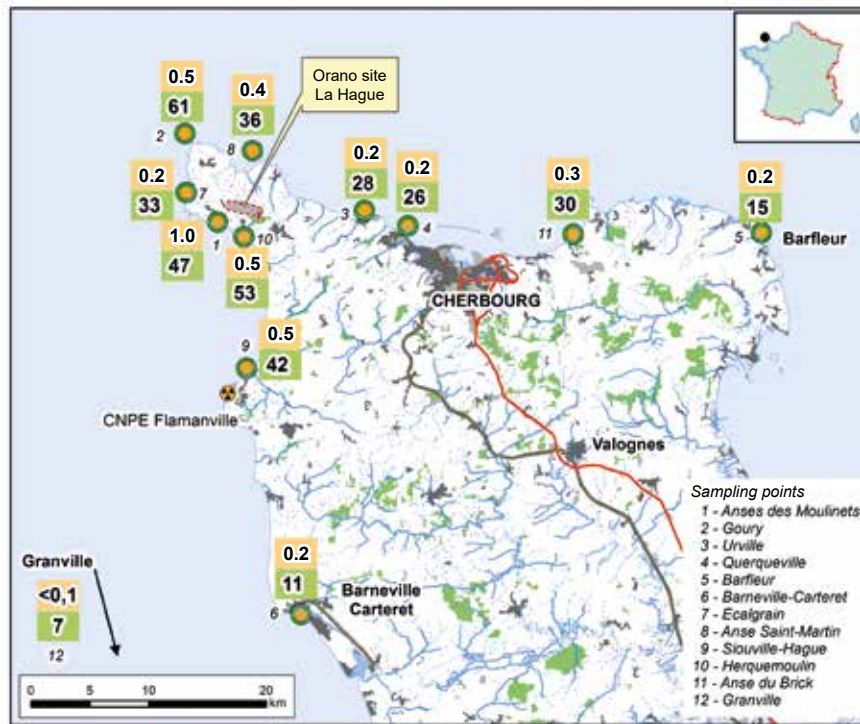 Orano site
La Hague
0.5
61
2
0.4
36
8
0.2
33
7
0.2
28
3
0.2
26
4
0.3
30
11
0.2
15
5
Barfleur
1.0
47
1
10
0.5
53
CHERBOURG
9
0.5
42
CNPE Flamanville
Valognes
0.2
11
6
Barneville
Carteret
Granville
<0,1
7
12
0 5 10 20
km
Sampling points
1 - Anses des Moulinets
2 - Goury
3 - Urville
4 - Querqueville
5 - Barfleur
6 - Barneville-Carteret
7 - Ecalgrain
8 - Anse Saint-Martin
9 - Siouville-Hague
10 - Herquemoulin
11 - Anse du Brick
12 - Granville